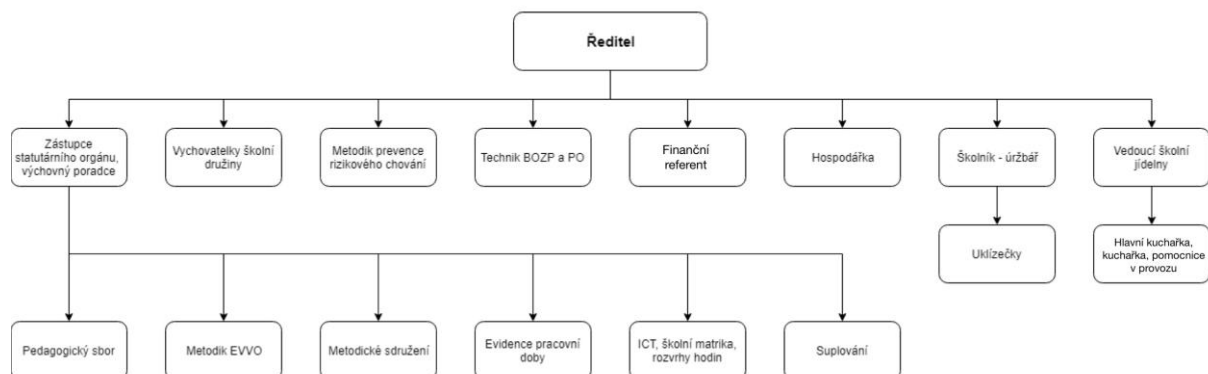 Ředitel
Zástupce
statutárního orgánu,
výchovný poradce
Vychovatelky školní
družiny
Metodik prevence
rizikového chování
Technik BOZP a PO
Finanční
referent
Hospodářka
Školník - úržbář
Vedoucí školní
jídelny
Uklízečky
Hlavní kuchařka,
kuchařka, pomocnice
v provozu
Pedagogický sbor
Metodik EVVO
Metodické sdružení
Evidence pracovní
doby
ICT, školní matrika,
rozvrhy hodin
Suplování